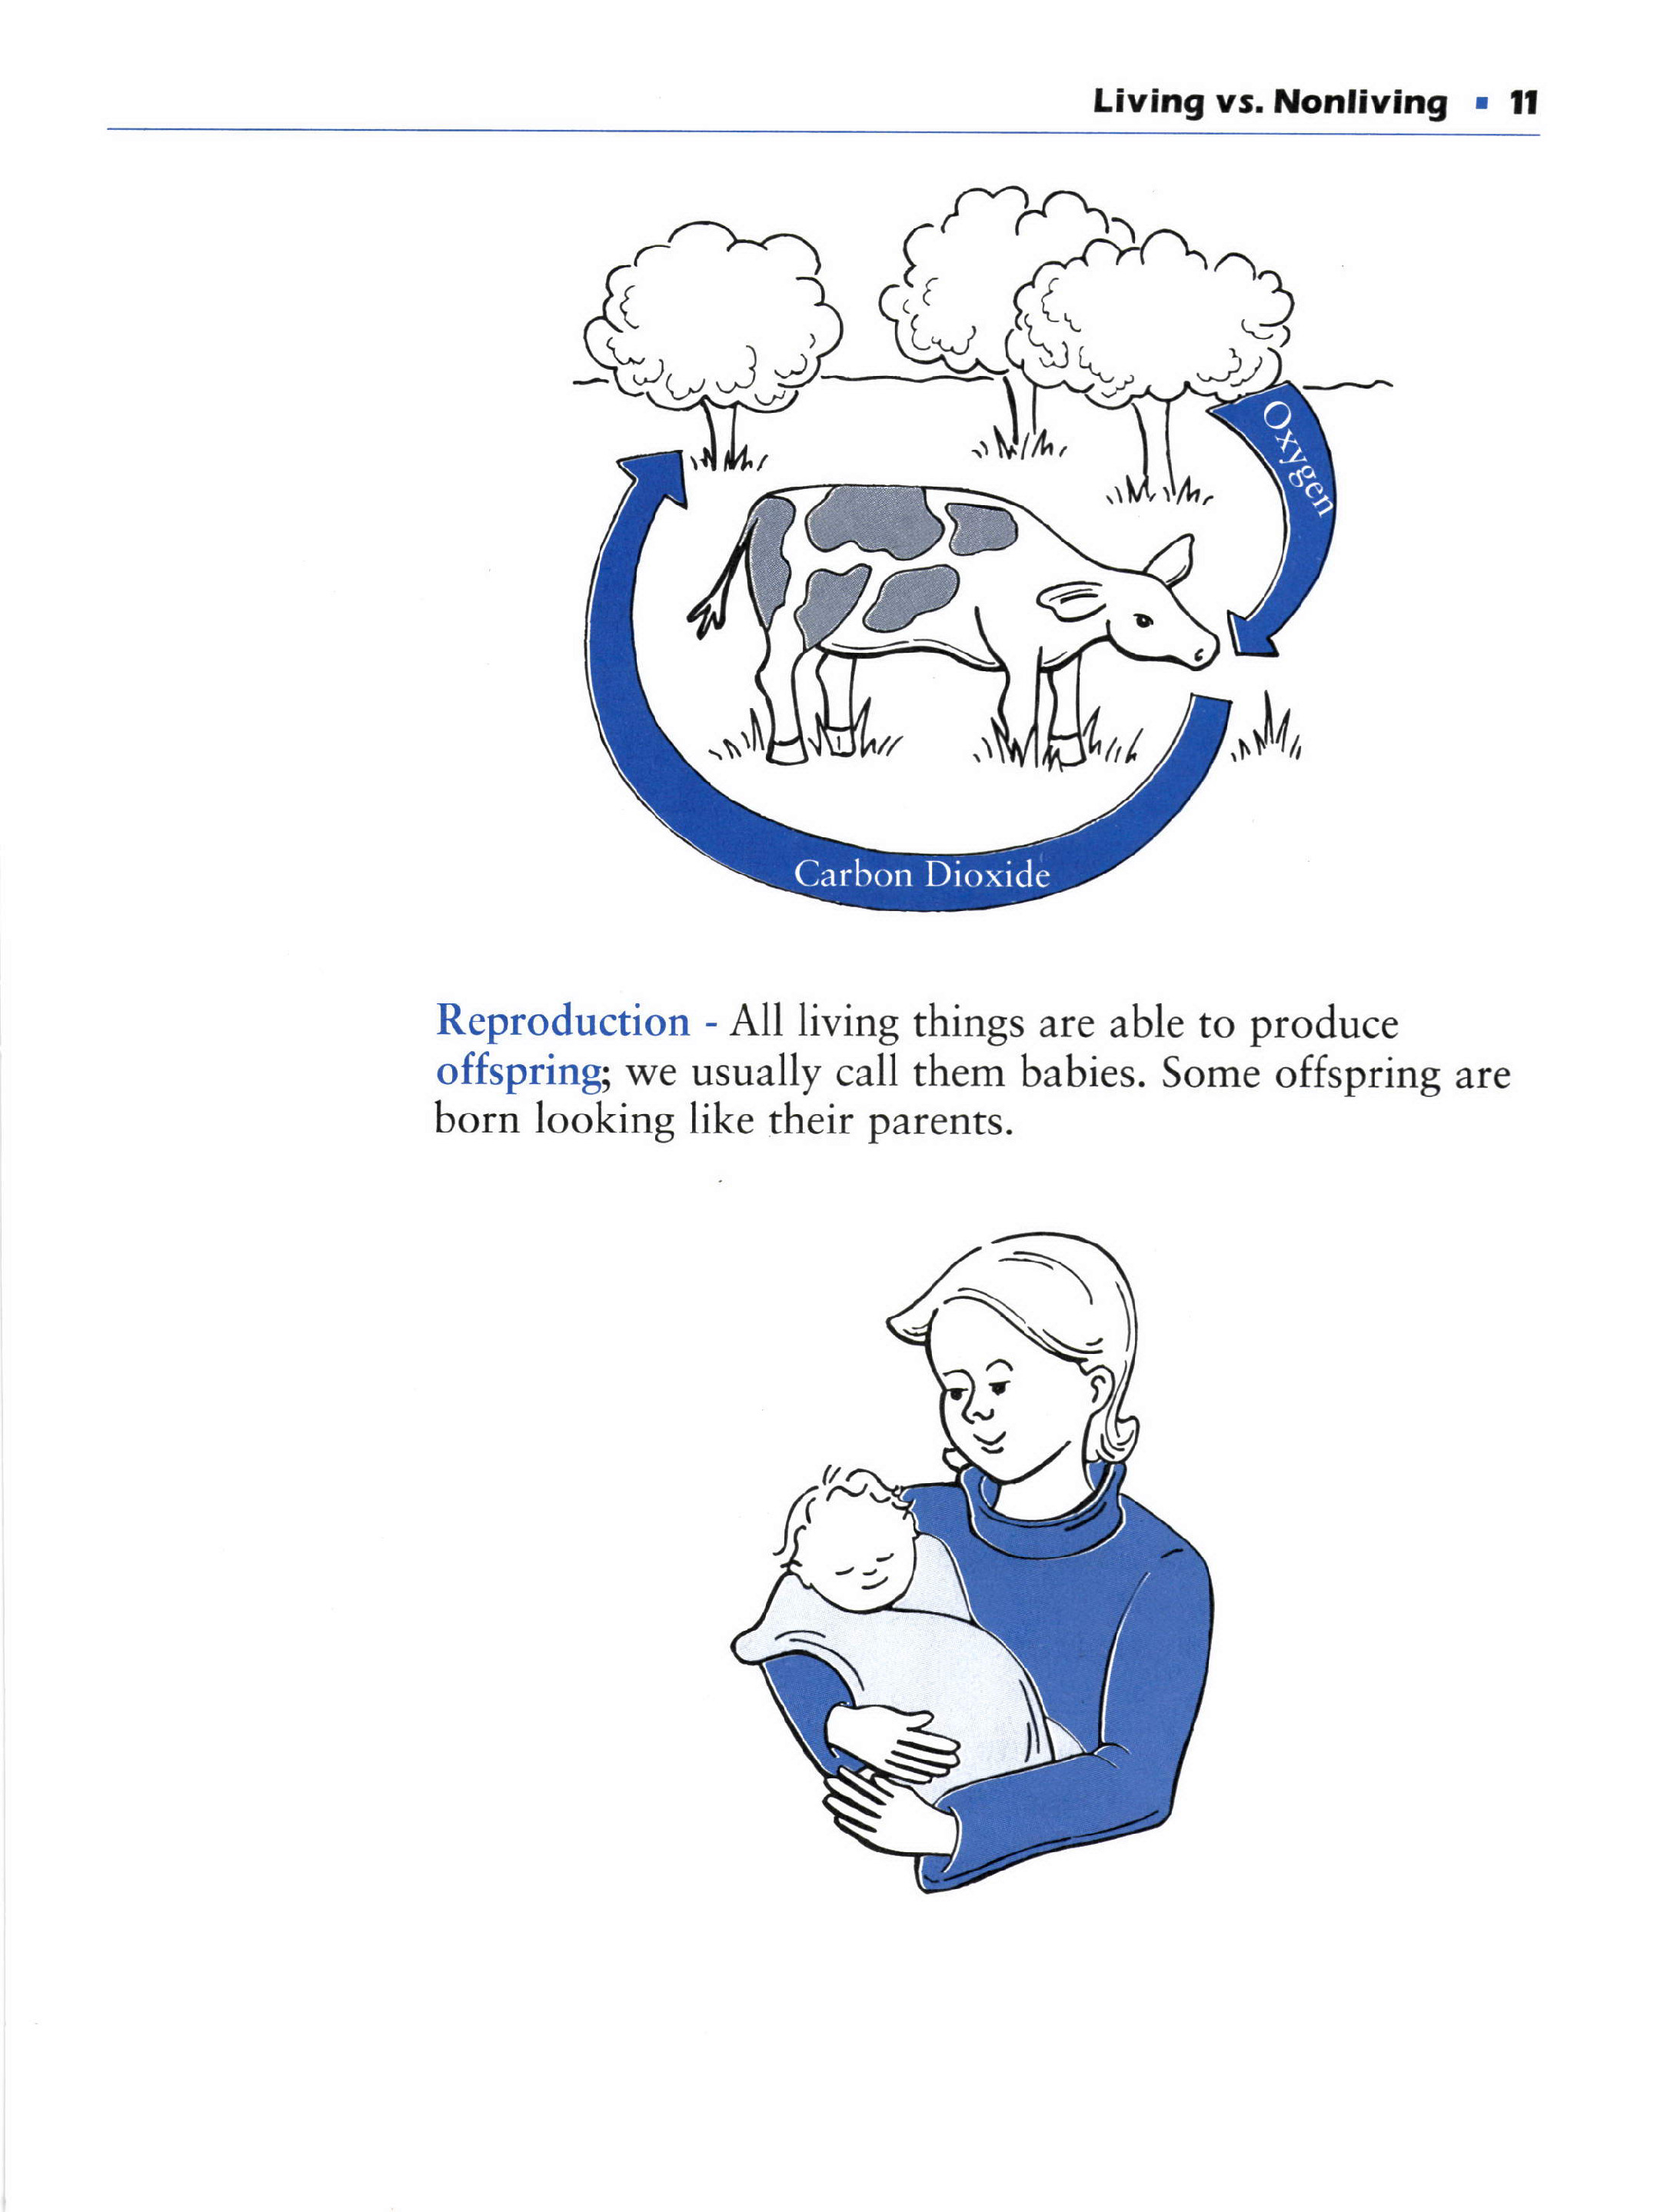 Living vs. Nonliving ▪ 11
Oxygen
Carbon Dioxide
Reproduction - All living things are able to produce
offspring; we usually call them babies. Some offspring are
born looking like their parents.